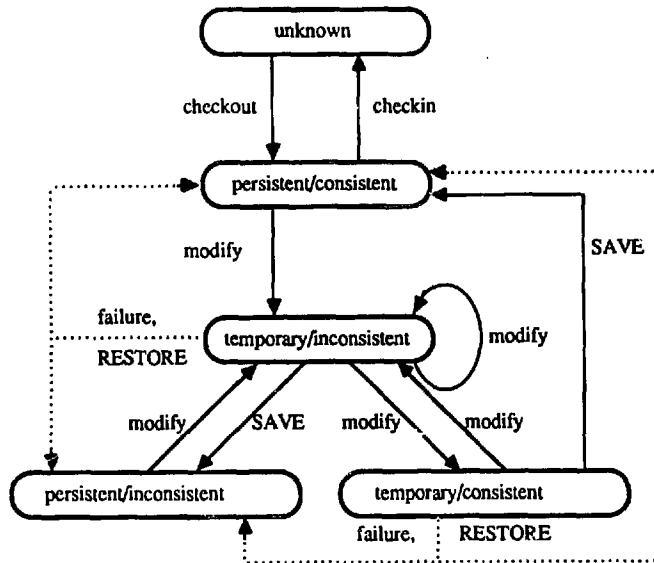 unknown
checkout
checkin
persistent/consistent
modify
SAVE
failure,
temporary/inconsistent
modify
RESTORE
modify
SAVE
modify
modify
persistent/inconsistent
temporary/consistent
failure,
RESTORE